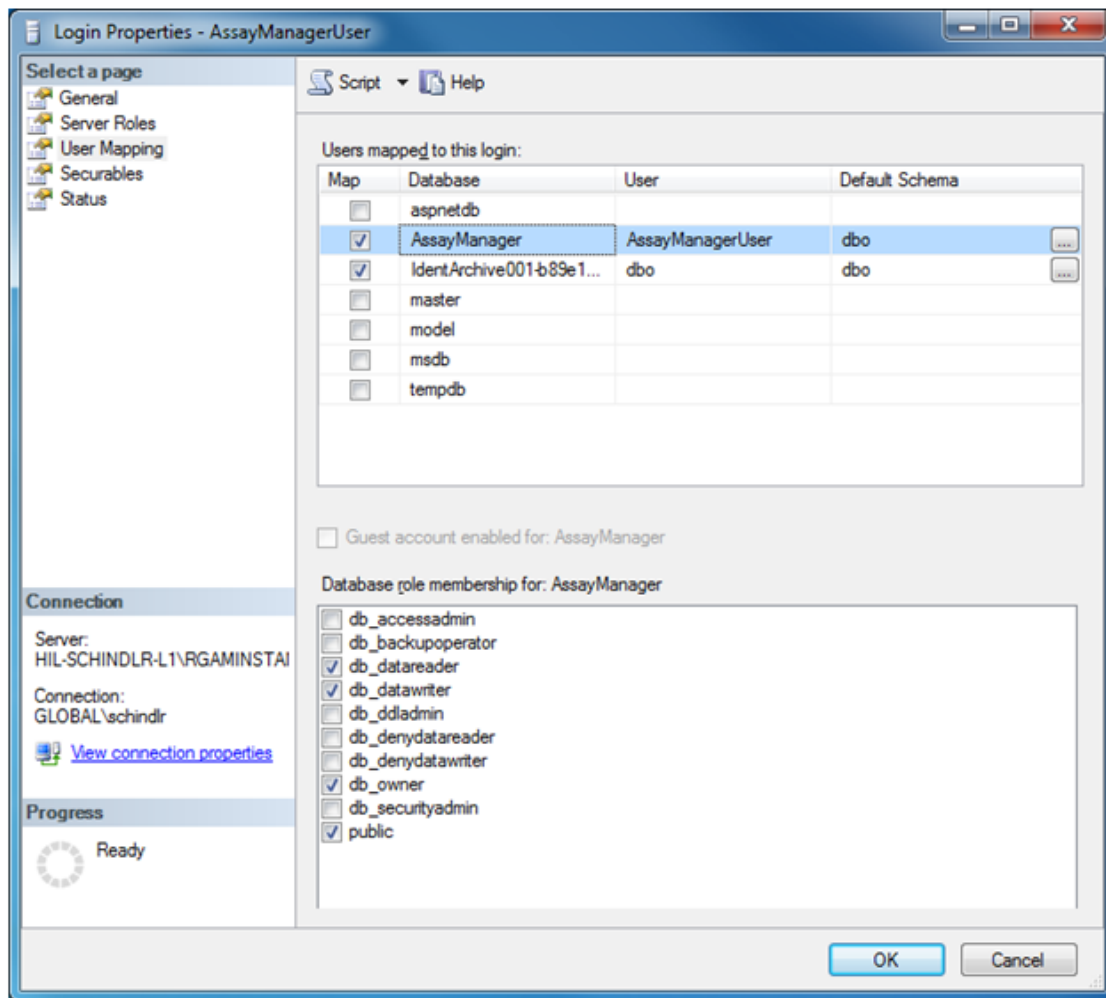 Login Properties - AssayManagerUser
Select a page
General
Server Roles
User Mapping
Securables
Status
Script Help
Users mapped to this login:
Map Database User Default Schema
aspnetdb
AssayManager AssayManagerUser dbo ...
IdentArchive001-b89e1... dbo dbo ...
master
model
msdb
tempdb
Guest account enabled for: AssayManager
Database role membership for: AssayManager
db_accessadmin
db_backupoperator
db_datareader
db_datawriter
db_ddladmin
db_denydatareader
db_denydatawriter
db_owner
db_securityadmin
public
Connection
Server:
HIL-SCHINDLR-L1\RGAMINSTAI
Connection:
GLOBAL\schindlr
View connection properties
Progress
Ready
OK Cancel